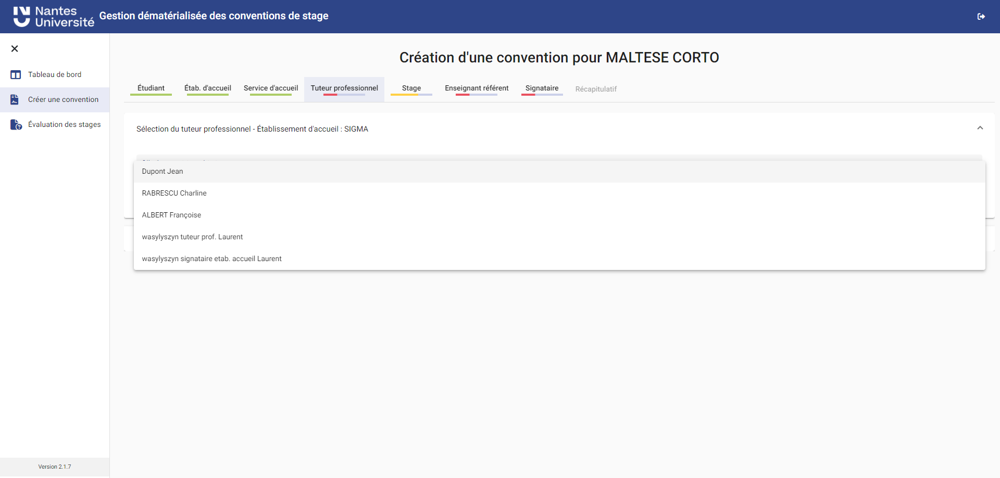 Nantes
Université
Gestion dématérialisée des conventions de stage
Tableau de bord
Créer une convention
Évaluation des stages
Version 2.1.7
Création d'une convention pour MALTESE CORTO
Étudiant
Étab. d'accueil
Service d'accueil
Tuteur professionnel
Stage
Enseignant référent
Signataire
Récapitulatif
Sélection du tuteur professionnel - Établissement d'accueil : SIGMA
Dupont Jean
RABRESCU Charline
ALBERT Françoise
wasylyszyn tuteur prof. Laurent
wasylyszyn signataire etab. accueil Laurent